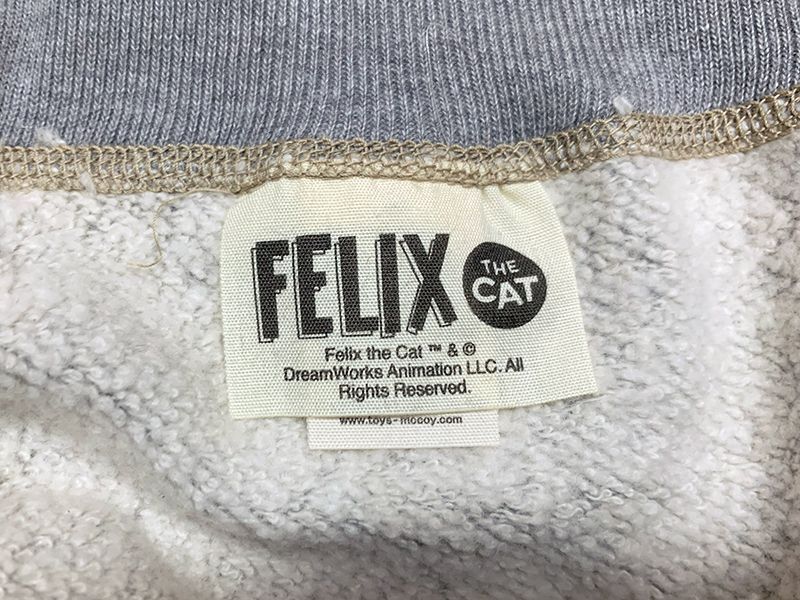 FELIX THE CAT
Felix the Cat ™ & ©
DreamWorks Animation LLC. All
Rights Reserved.
www.toys-mccoy.com